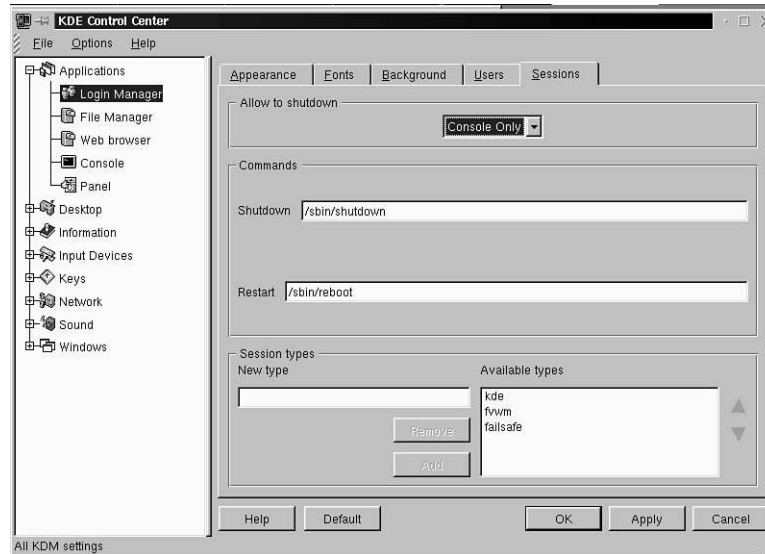 KDE Control Center
File Options Help
Applications
Login Manager
File Manager
Web browser
Console
Panel
Desktop
Information
Input Devices
Keys
Network
Sound
Windows
Appearance Fonts Background Users Sessions
Allow to shutdown
Console Only
Commands
Shutdown /sbin/shutdown
Restart /sbin/reboot
Session types
New type Available types
kde
fvwm
failsafe
Remove
Add
Help Default OK Apply Cancel
All KDM settings